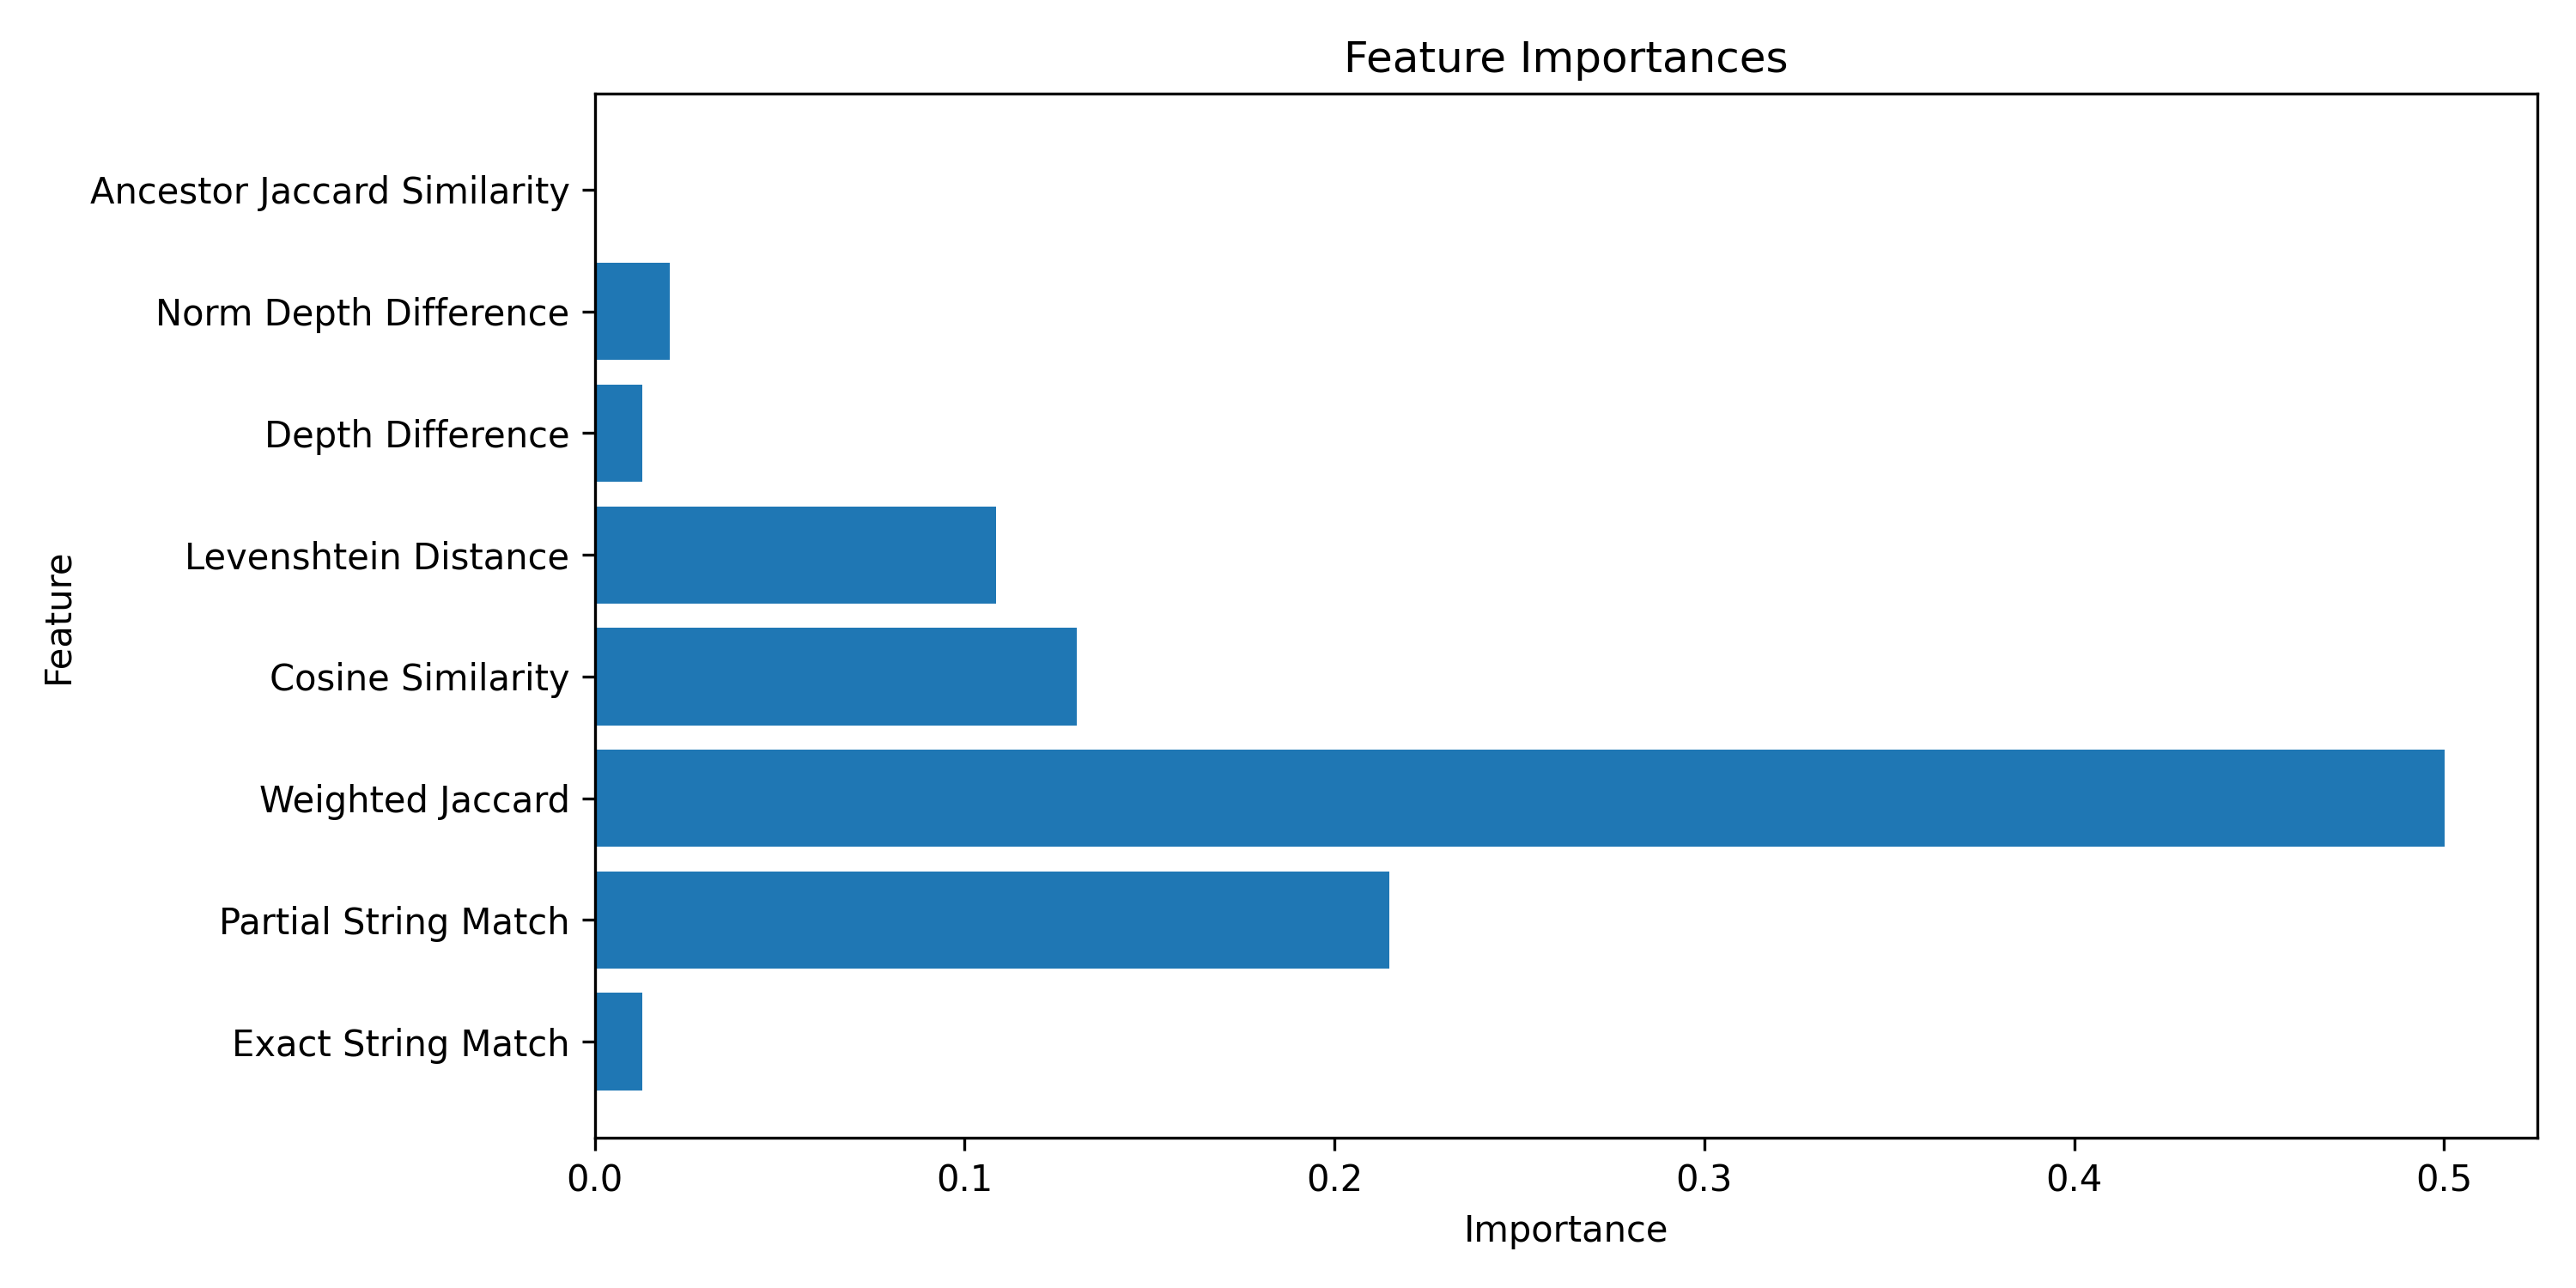 Feature Importances
Ancestor Jaccard Similarity
Norm Depth Difference
Depth Difference
Levenshtein Distance
Cosine Similarity
Weighted Jaccard
Partial String Match
Exact String Match
Feature
0.0 0.1 0.2 0.3 0.4 0.5
Importance